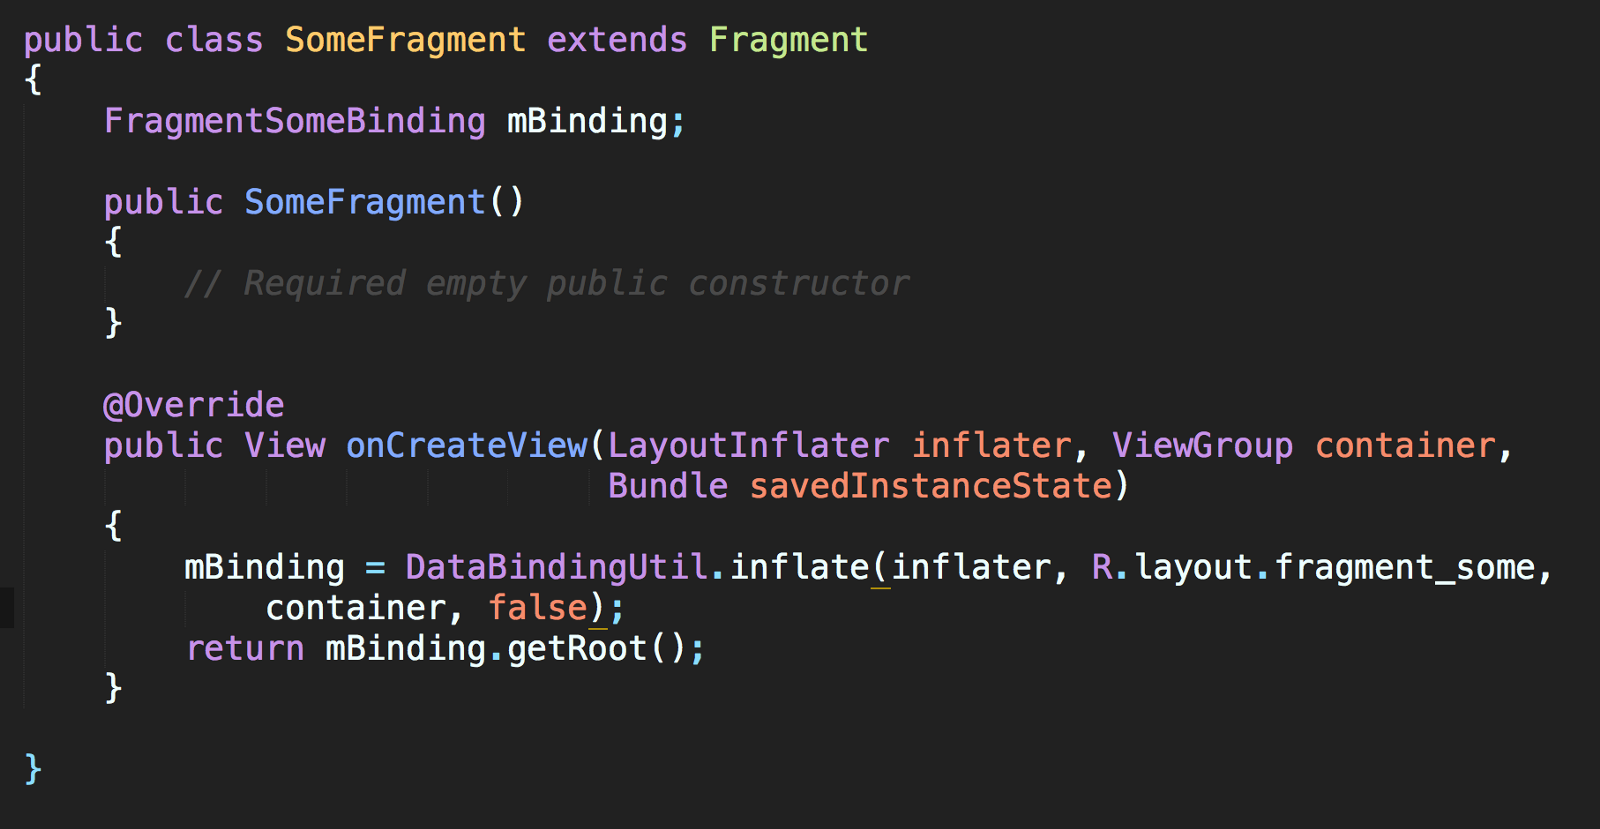 public class SomeFragment extends Fragment
{
    FragmentSomeBinding mBinding;

    public SomeFragment()
    {
        // Required empty public constructor
    }

    @Override
    public View onCreateView(LayoutInflater inflater, ViewGroup container,
                             Bundle savedInstanceState)
    {
        mBinding = DataBindingUtil.inflate(inflater, R.layout.fragment_some,
            container, false);
        return mBinding.getRoot();
    }

}